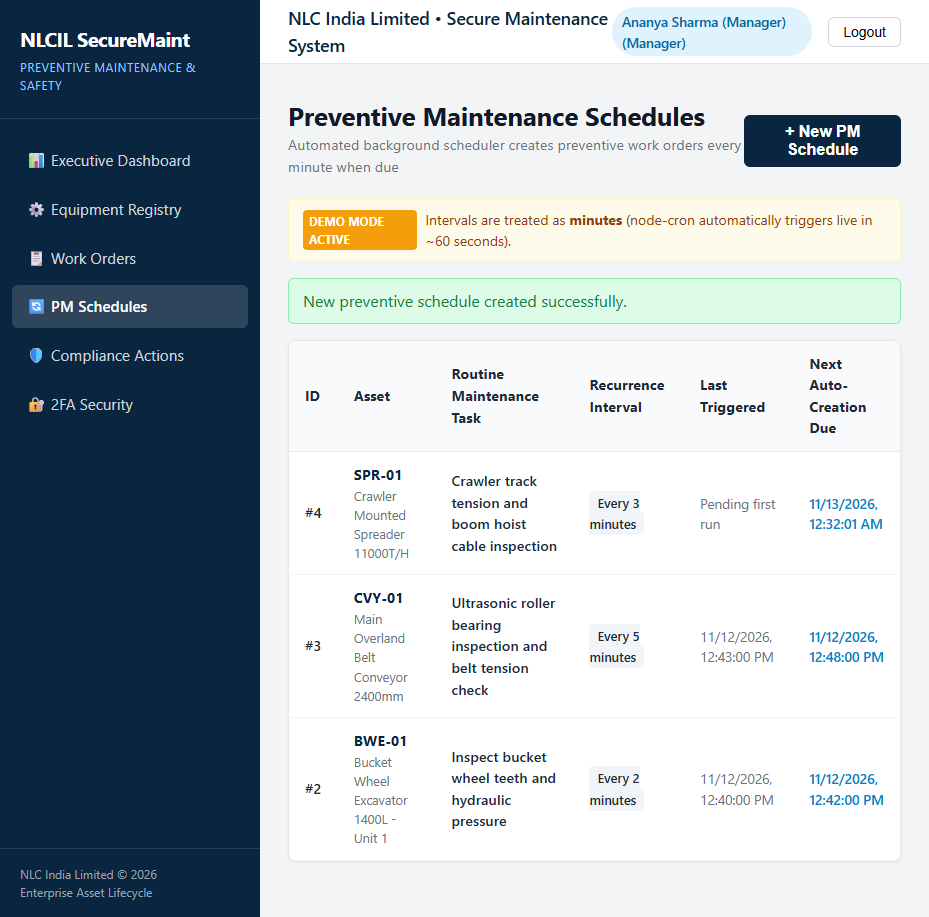 NLCIL SecureMaint
PREVENTIVE MAINTENANCE &
SAFETY
Executive Dashboard
Equipment Registry
Work Orders
PM Schedules
Compliance Actions
2FA Security
NLC India Limited © 2026
Enterprise Asset Lifecycle
NLC India Limited • Secure Maintenance
System
Ananya Sharma (Manager)
(Manager)
Logout
Preventive Maintenance Schedules
Automated background scheduler creates preventive work orders every
minute when due
+ New PM
Schedule
DEMO MODE
ACTIVE
Intervals are treated as minutes (node-cron automatically triggers live in
~60 seconds).
New preventive schedule created successfully.
ID
Asset
Routine
Maintenance
Task
Recurrence
Interval
Last
Triggered
Next
Auto-
Creation
Due
#4
SPR-01
Crawler
Mounted
Spreader
11000T/H
Crawler track
tension and
boom hoist
cable inspection
Every 3
minutes
Pending first
run
11/13/2026,
12:32:01 AM
#3
CVY-01
Main
Overland
Belt
Conveyor
2400mm
Ultrasonic roller
bearing
inspection and
belt tension
check
Every 5
minutes
11/12/2026,
12:43:00 PM
11/12/2026,
12:48:00 PM
#2
BWE-01
Bucket
Wheel
Excavator
1400L -
Unit 1
Inspect bucket
wheel teeth and
hydraulic
pressure
Every 2
minutes
11/12/2026,
12:40:00 PM
11/12/2026,
12:42:00 PM